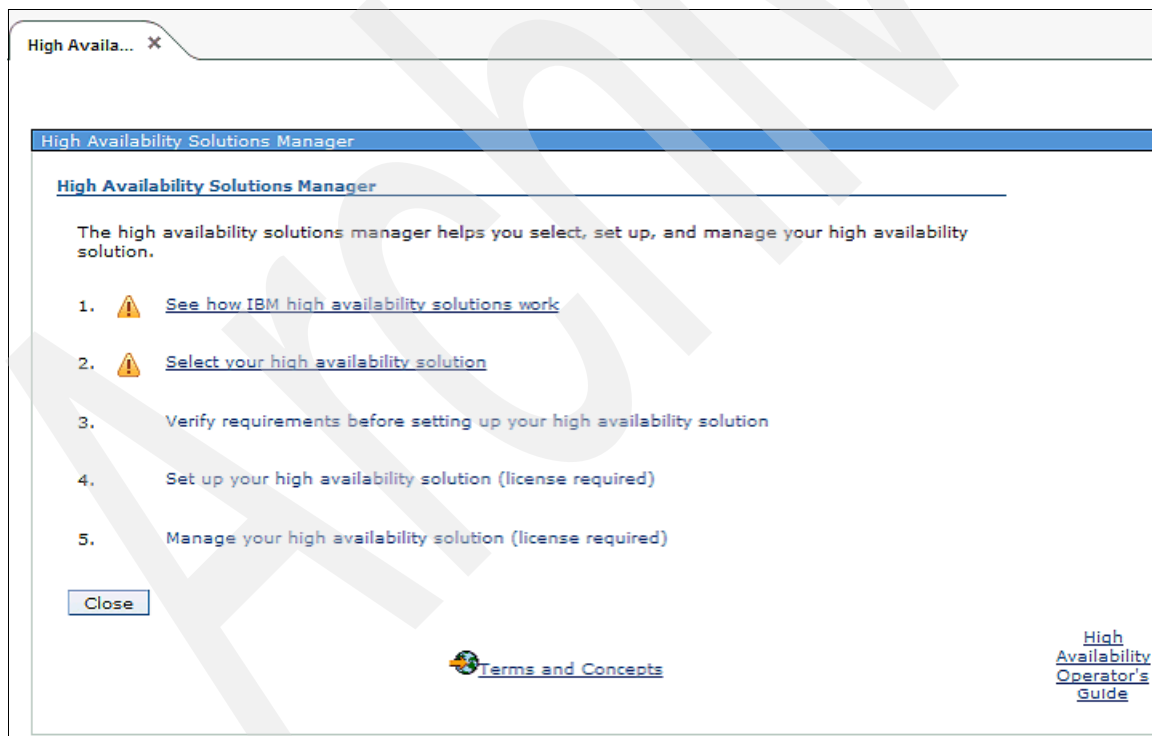 High Availa... ×
High Availability Solutions Manager
High Availability Solutions Manager
The high availability solutions manager helps you select, set up, and manage your high availability
solution.
1. See how IBM high availability solutions work
2. Select your high availability solution
3. Verify requirements before setting up your high availability solution
4. Set up your high availability solution (license required)
5. Manage your high availability solution (license required)
Close
Terms and Concepts
High
Availability
Operator's
Guide